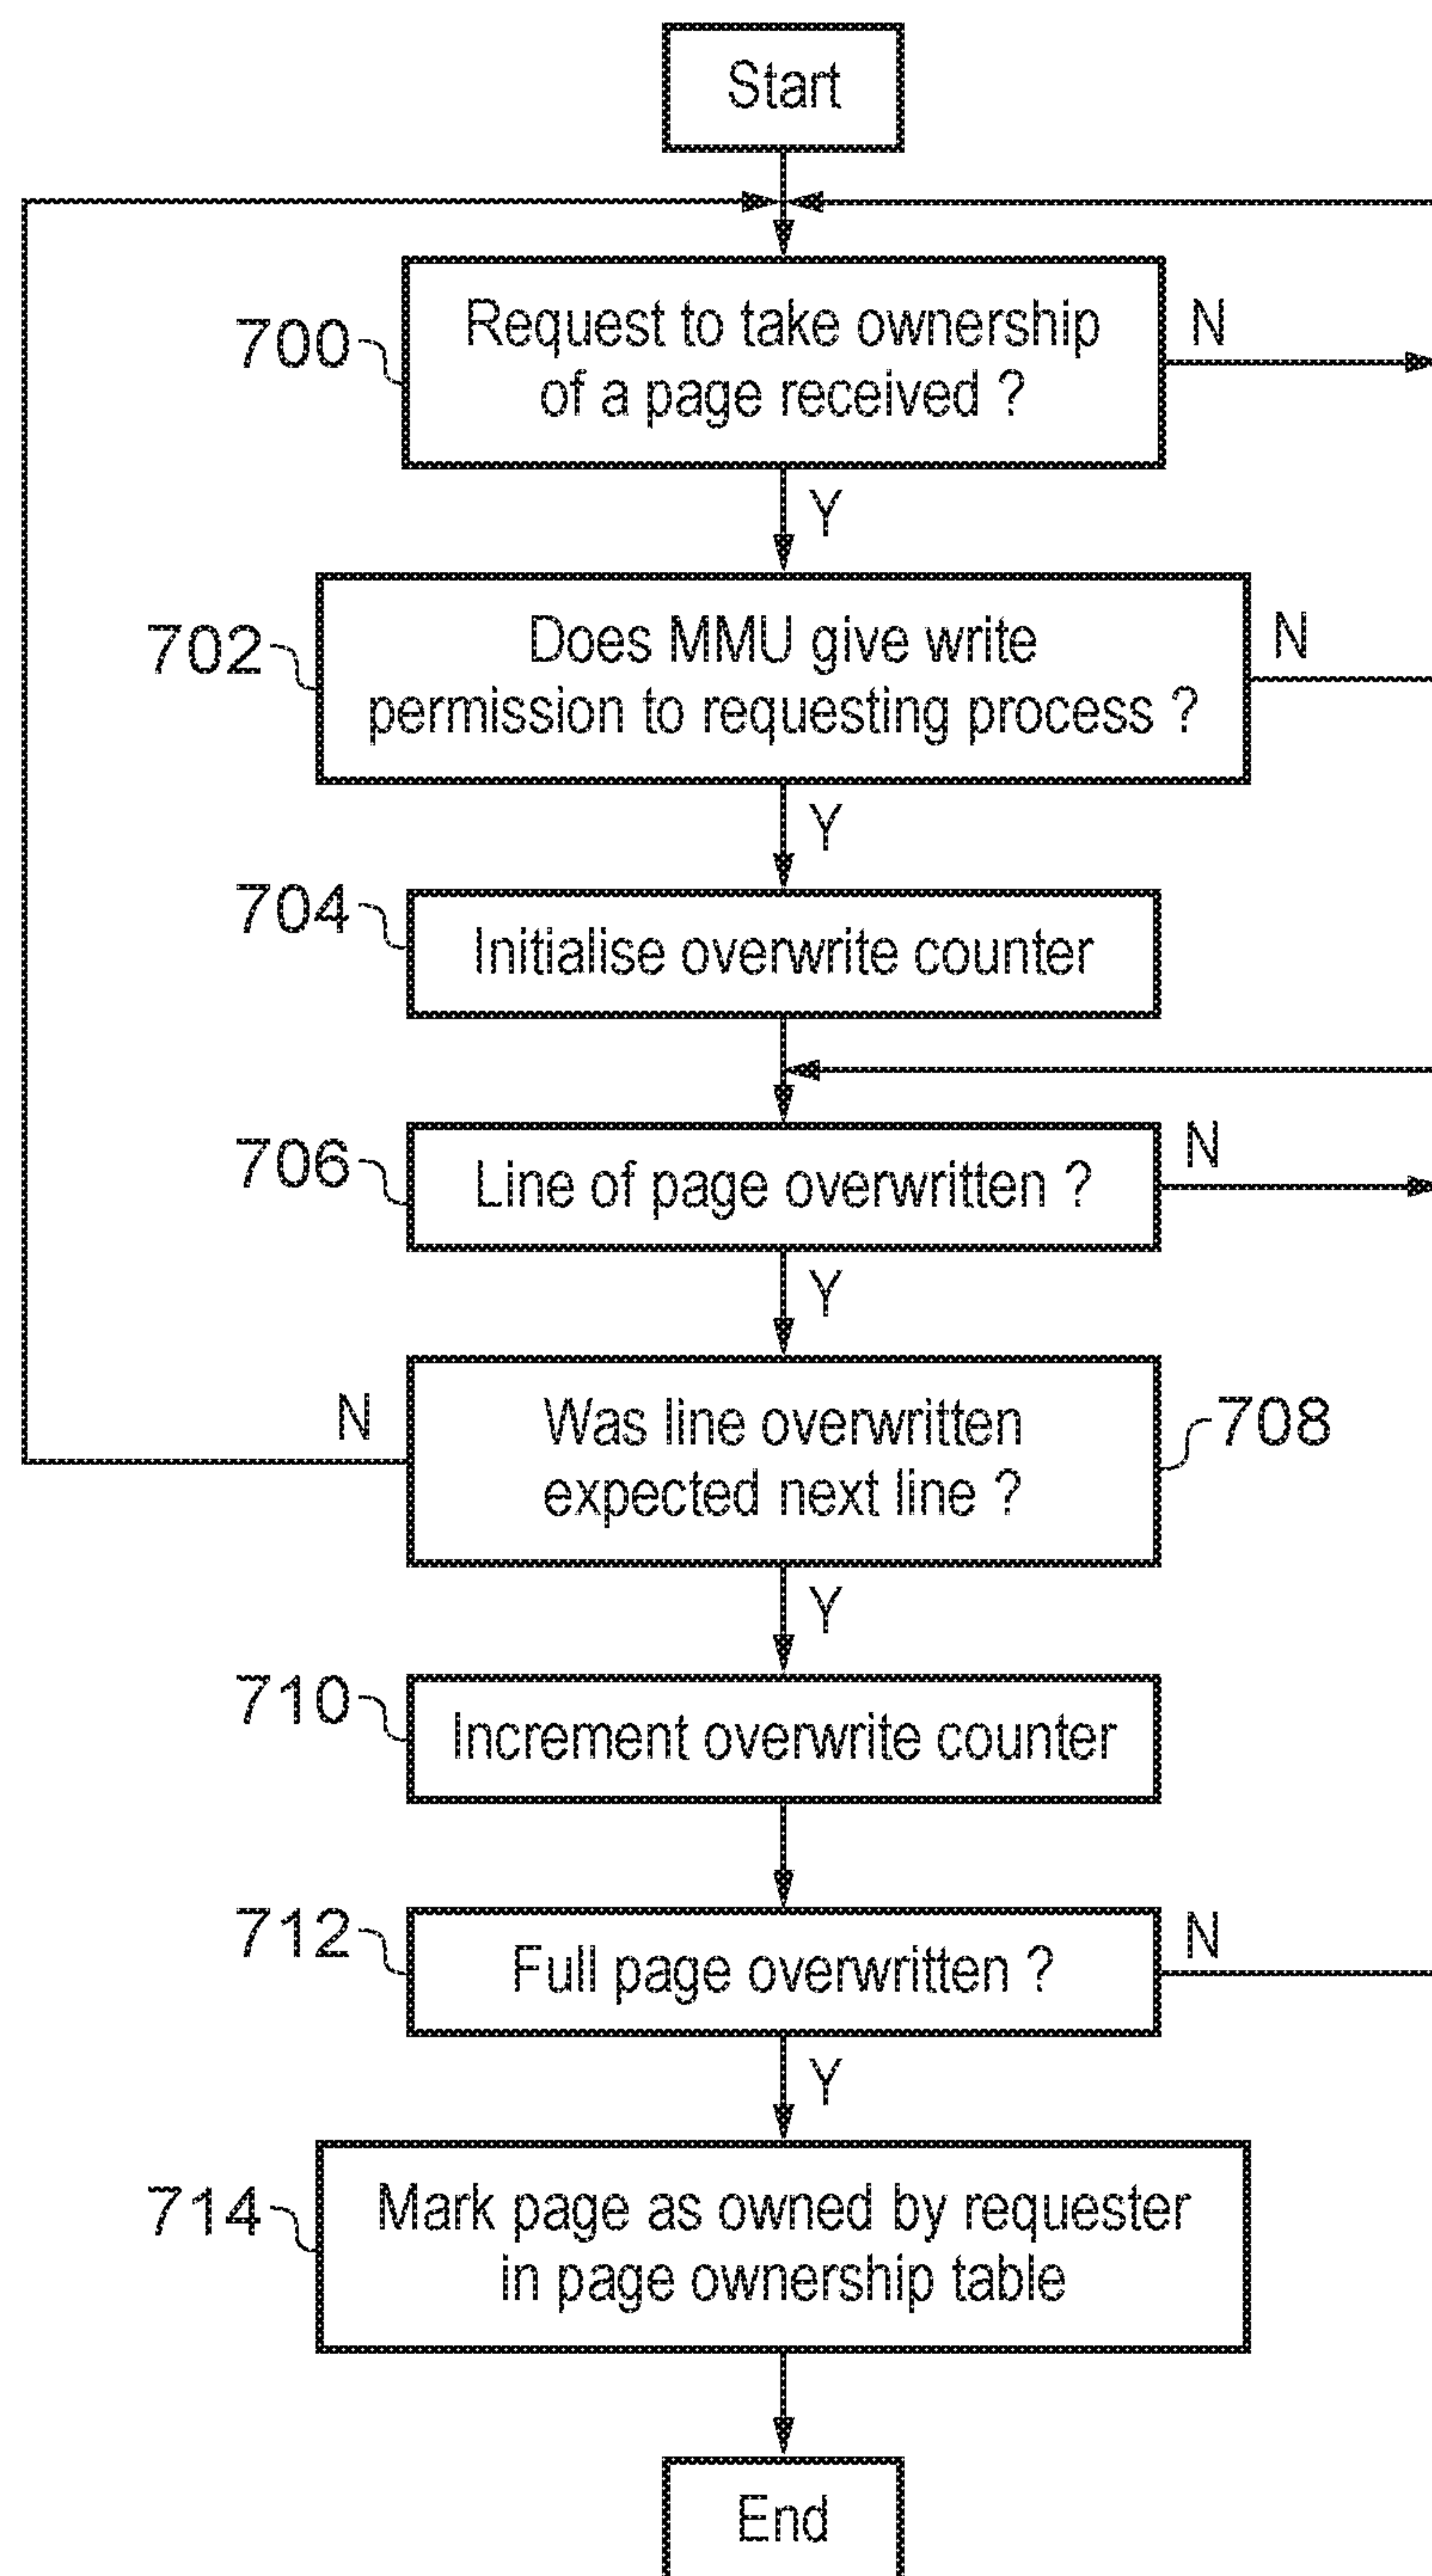 Start
700
Request to take ownership
of a page received ?
N
Y
702
Does MMU give write
permission to requesting process ?
N
Y
704
Initialise overwrite counter
706
Line of page overwritten ?
N
Y
N
Was line overwritten
expected next line ?
708
Y
710
Increment overwrite counter
712
Full page overwritten ?
N
Y
714
Mark page as owned by requester
in page ownership table
End